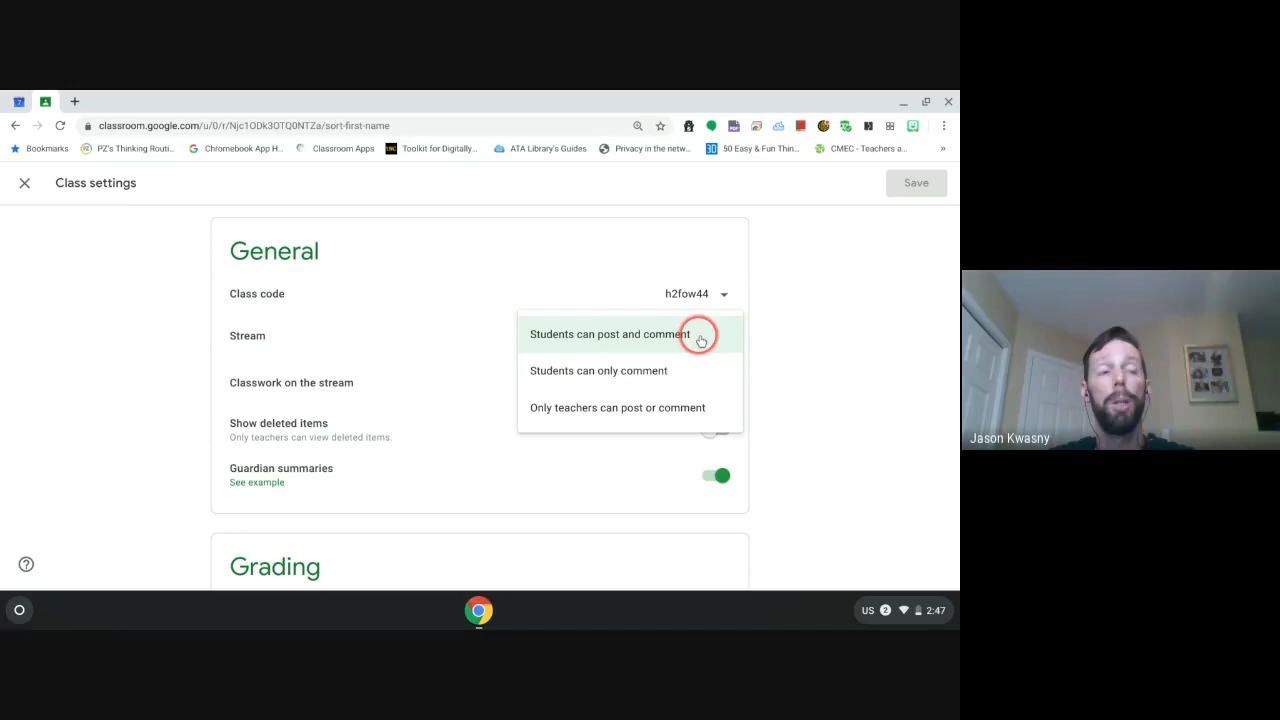 classroom.google.com/u/0/r/Njc1ODk3OTQ0NTZa/sort-first-name
Bookmarks PZ's Thinking Routi... Chromebook App H... Classroom Apps Toolkit for Digitally... ATA Library's Guides Privacy in the netw... 30 50 Easy & Fun Thin... CMEC - Teachers a... »
Class settings
Save
General
Class code h2fow44
Stream
Students can post and comment
Students can only comment
Classwork on the stream
Only teachers can post or comment
Show deleted items
Only teachers can view deleted items.
Guardian summaries
See example
Grading
Jason Kwasny
US 2 2:47